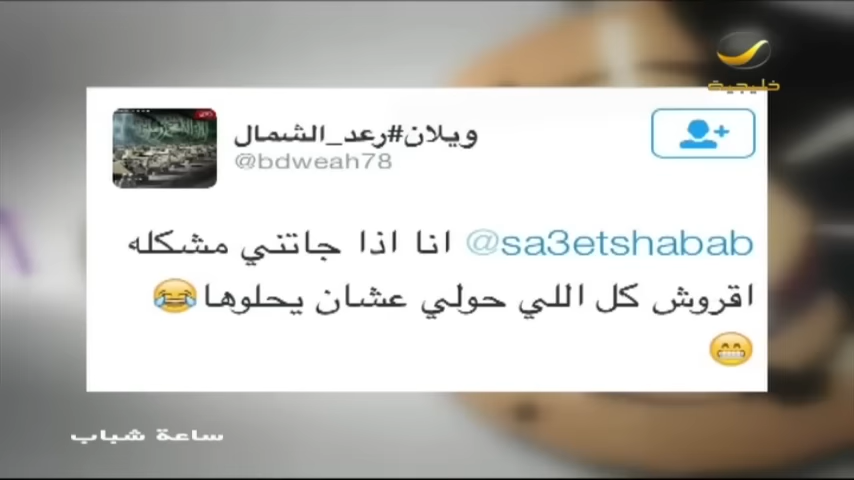 خليجية
ويلان#رعد_الشمال
@bdweah78
@sa3etshabab انا اذا جاتني مشكله
اقروش كل اللي حولي عشان يحلوها😂
😁
ساعة شباب